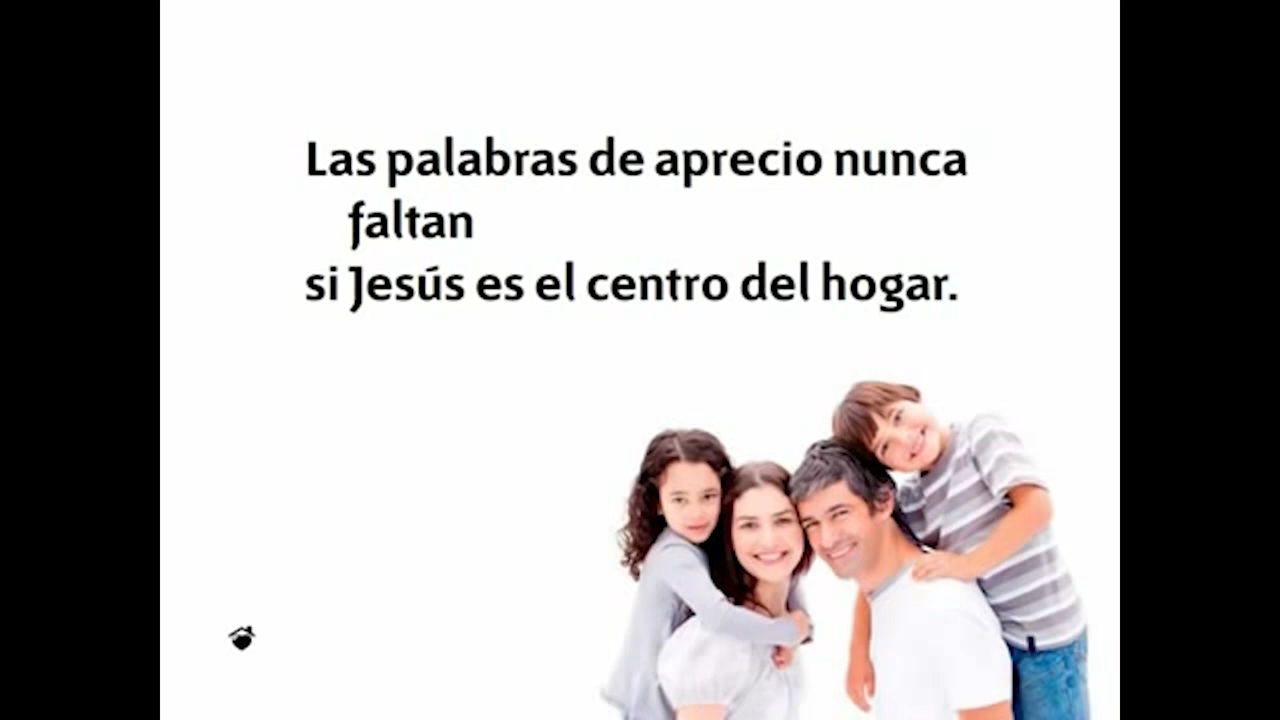 Las palabras de aprecio nunca
faltan
si Jesús es el centro del hogar.